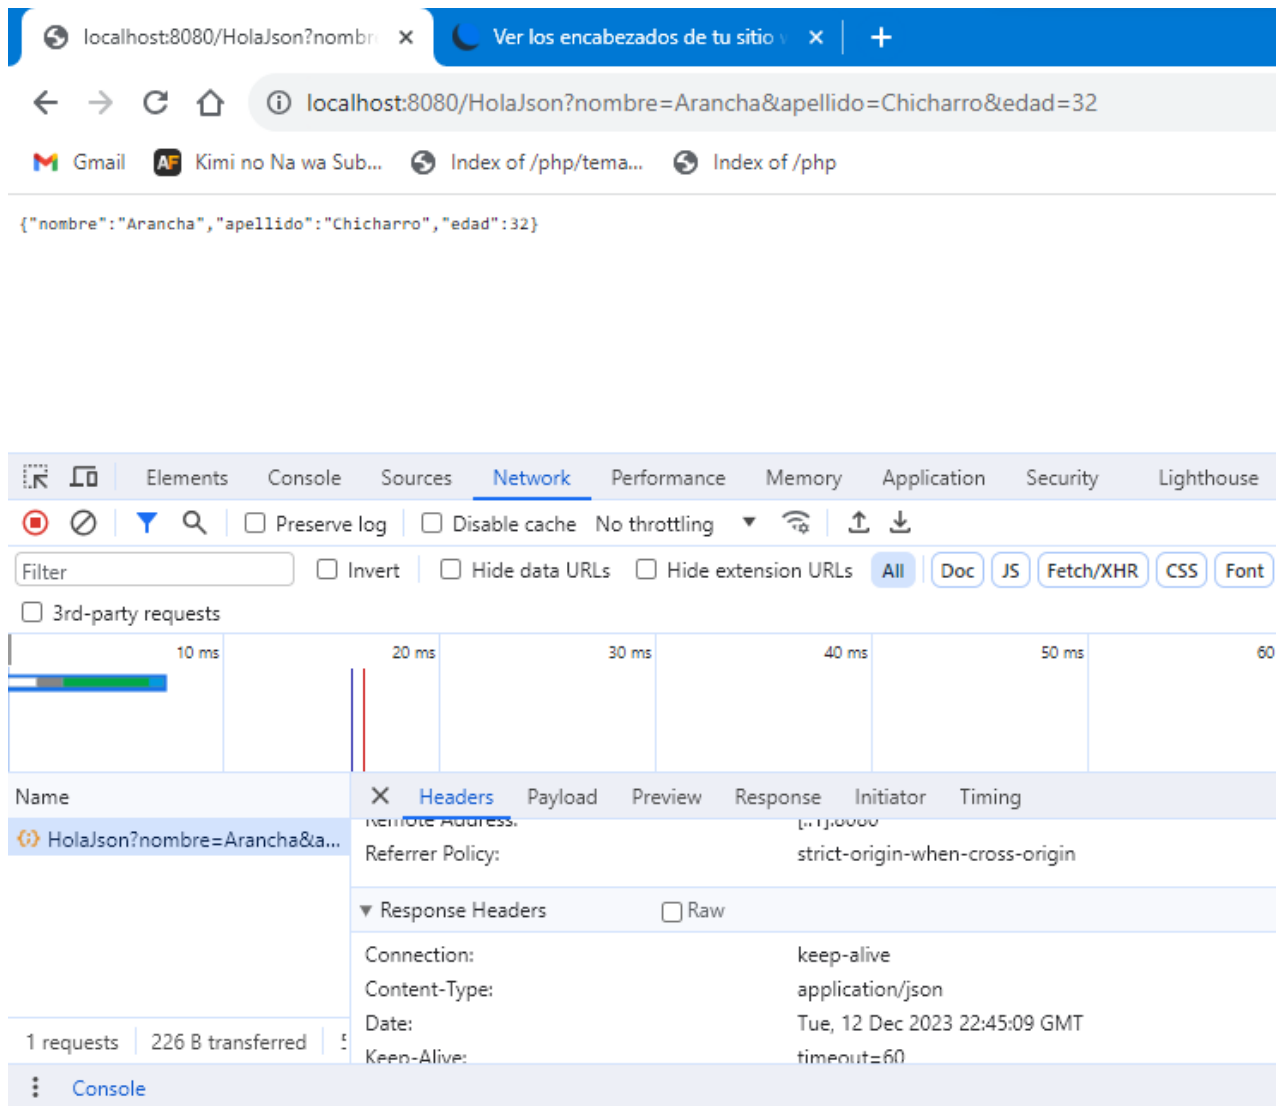 localhost:8080/HolaJson?nombr Ver los encabezados de tu sitio
localhost:8080/HolaJson?nombre=Arancha&apellido=Chicharro&edad=32
Gmail AF Kimi no Na wa Sub... Index of /php/tema... Index of /php
{"nombre":"Arancha","apellido":"Chicharro","edad":32}
Elements Console Sources Network Performance Memory Application Security Lighthouse
Preserve log Disable cache No throttling
Filter Invert Hide data URLs Hide extension URLs All Doc JS Fetch/XHR CSS Font
3rd-party requests
10 ms 20 ms 30 ms 40 ms 50 ms 60
Name Headers Payload Preview Response Initiator Timing
HolaJson?nombre=Arancha&a... Remote Address: [::1]:8080
Referrer Policy: strict-origin-when-cross-origin
Response Headers Raw
Connection: keep-alive
Content-Type: application/json
Date: Tue, 12 Dec 2023 22:45:09 GMT
1 requests 226 B transferred Keep-Alive: timeout=60
Console